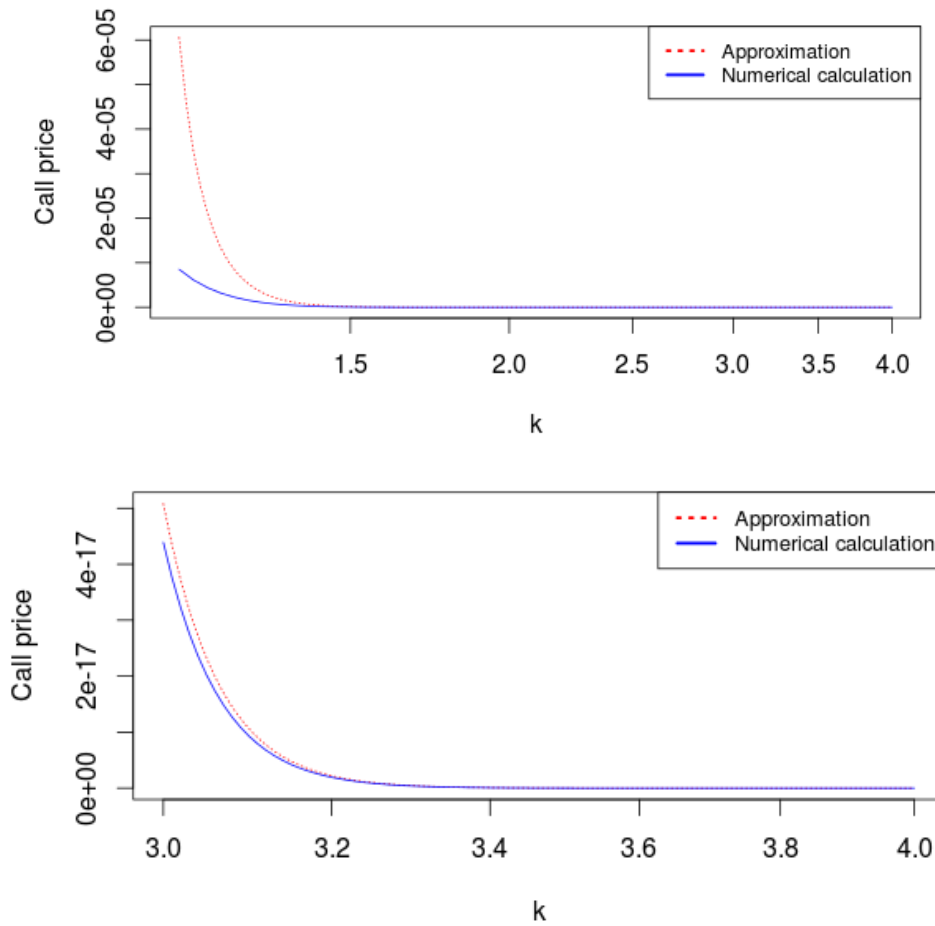 6e-05
4e-05
2e-05
0e+00
Call price
Approximation
Numerical calculation
1.5 2.0 2.5 3.0 3.5 4.0
k
4e-17
2e-17
0e+00
Call price
Approximation
Numerical calculation
3.0 3.2 3.4 3.6 3.8 4.0
k